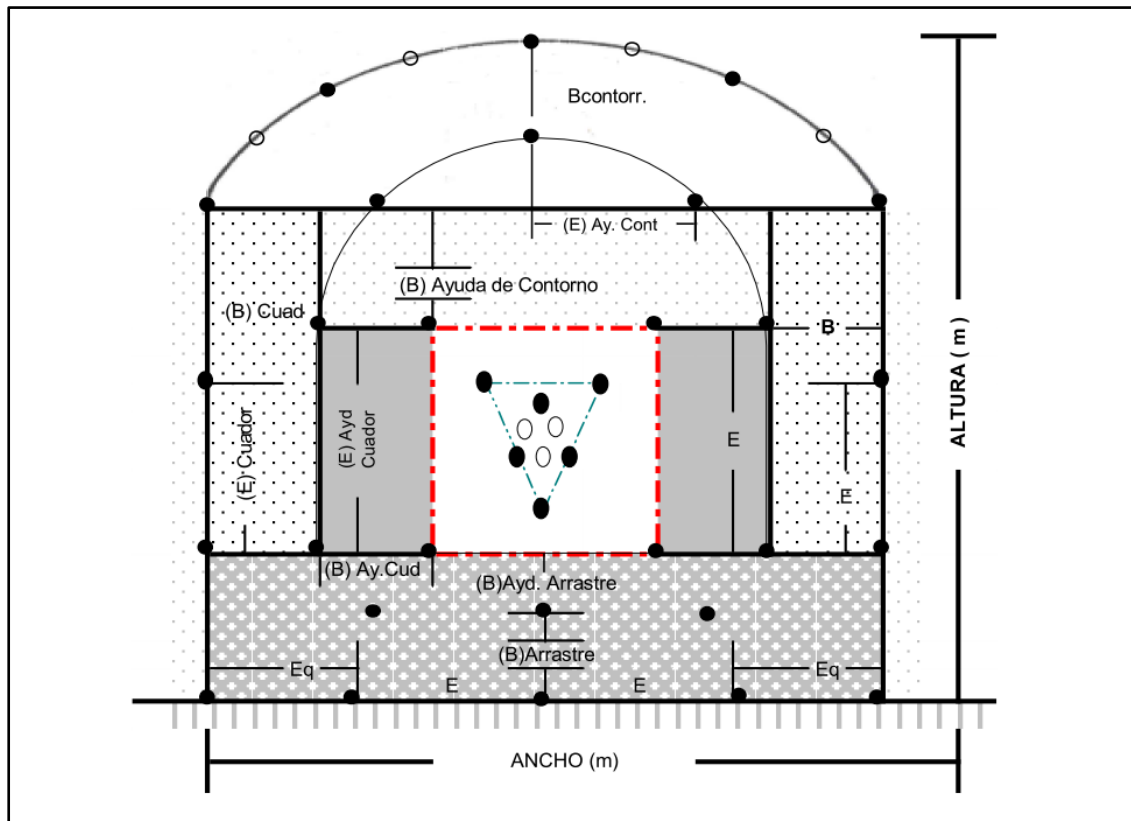 Bcontorr.
(E) Ay. Cont
(B) Ayuda de Contorno
(B) Cuad
B
ALTURA ( m )
(E) Cuador
(E) Ayd
Cuador
E
E
(B) Ay.Cud
(B)Ayd. Arrastre
(B)Arrastre
Eq
E
E
Eq
ANCHO (m)